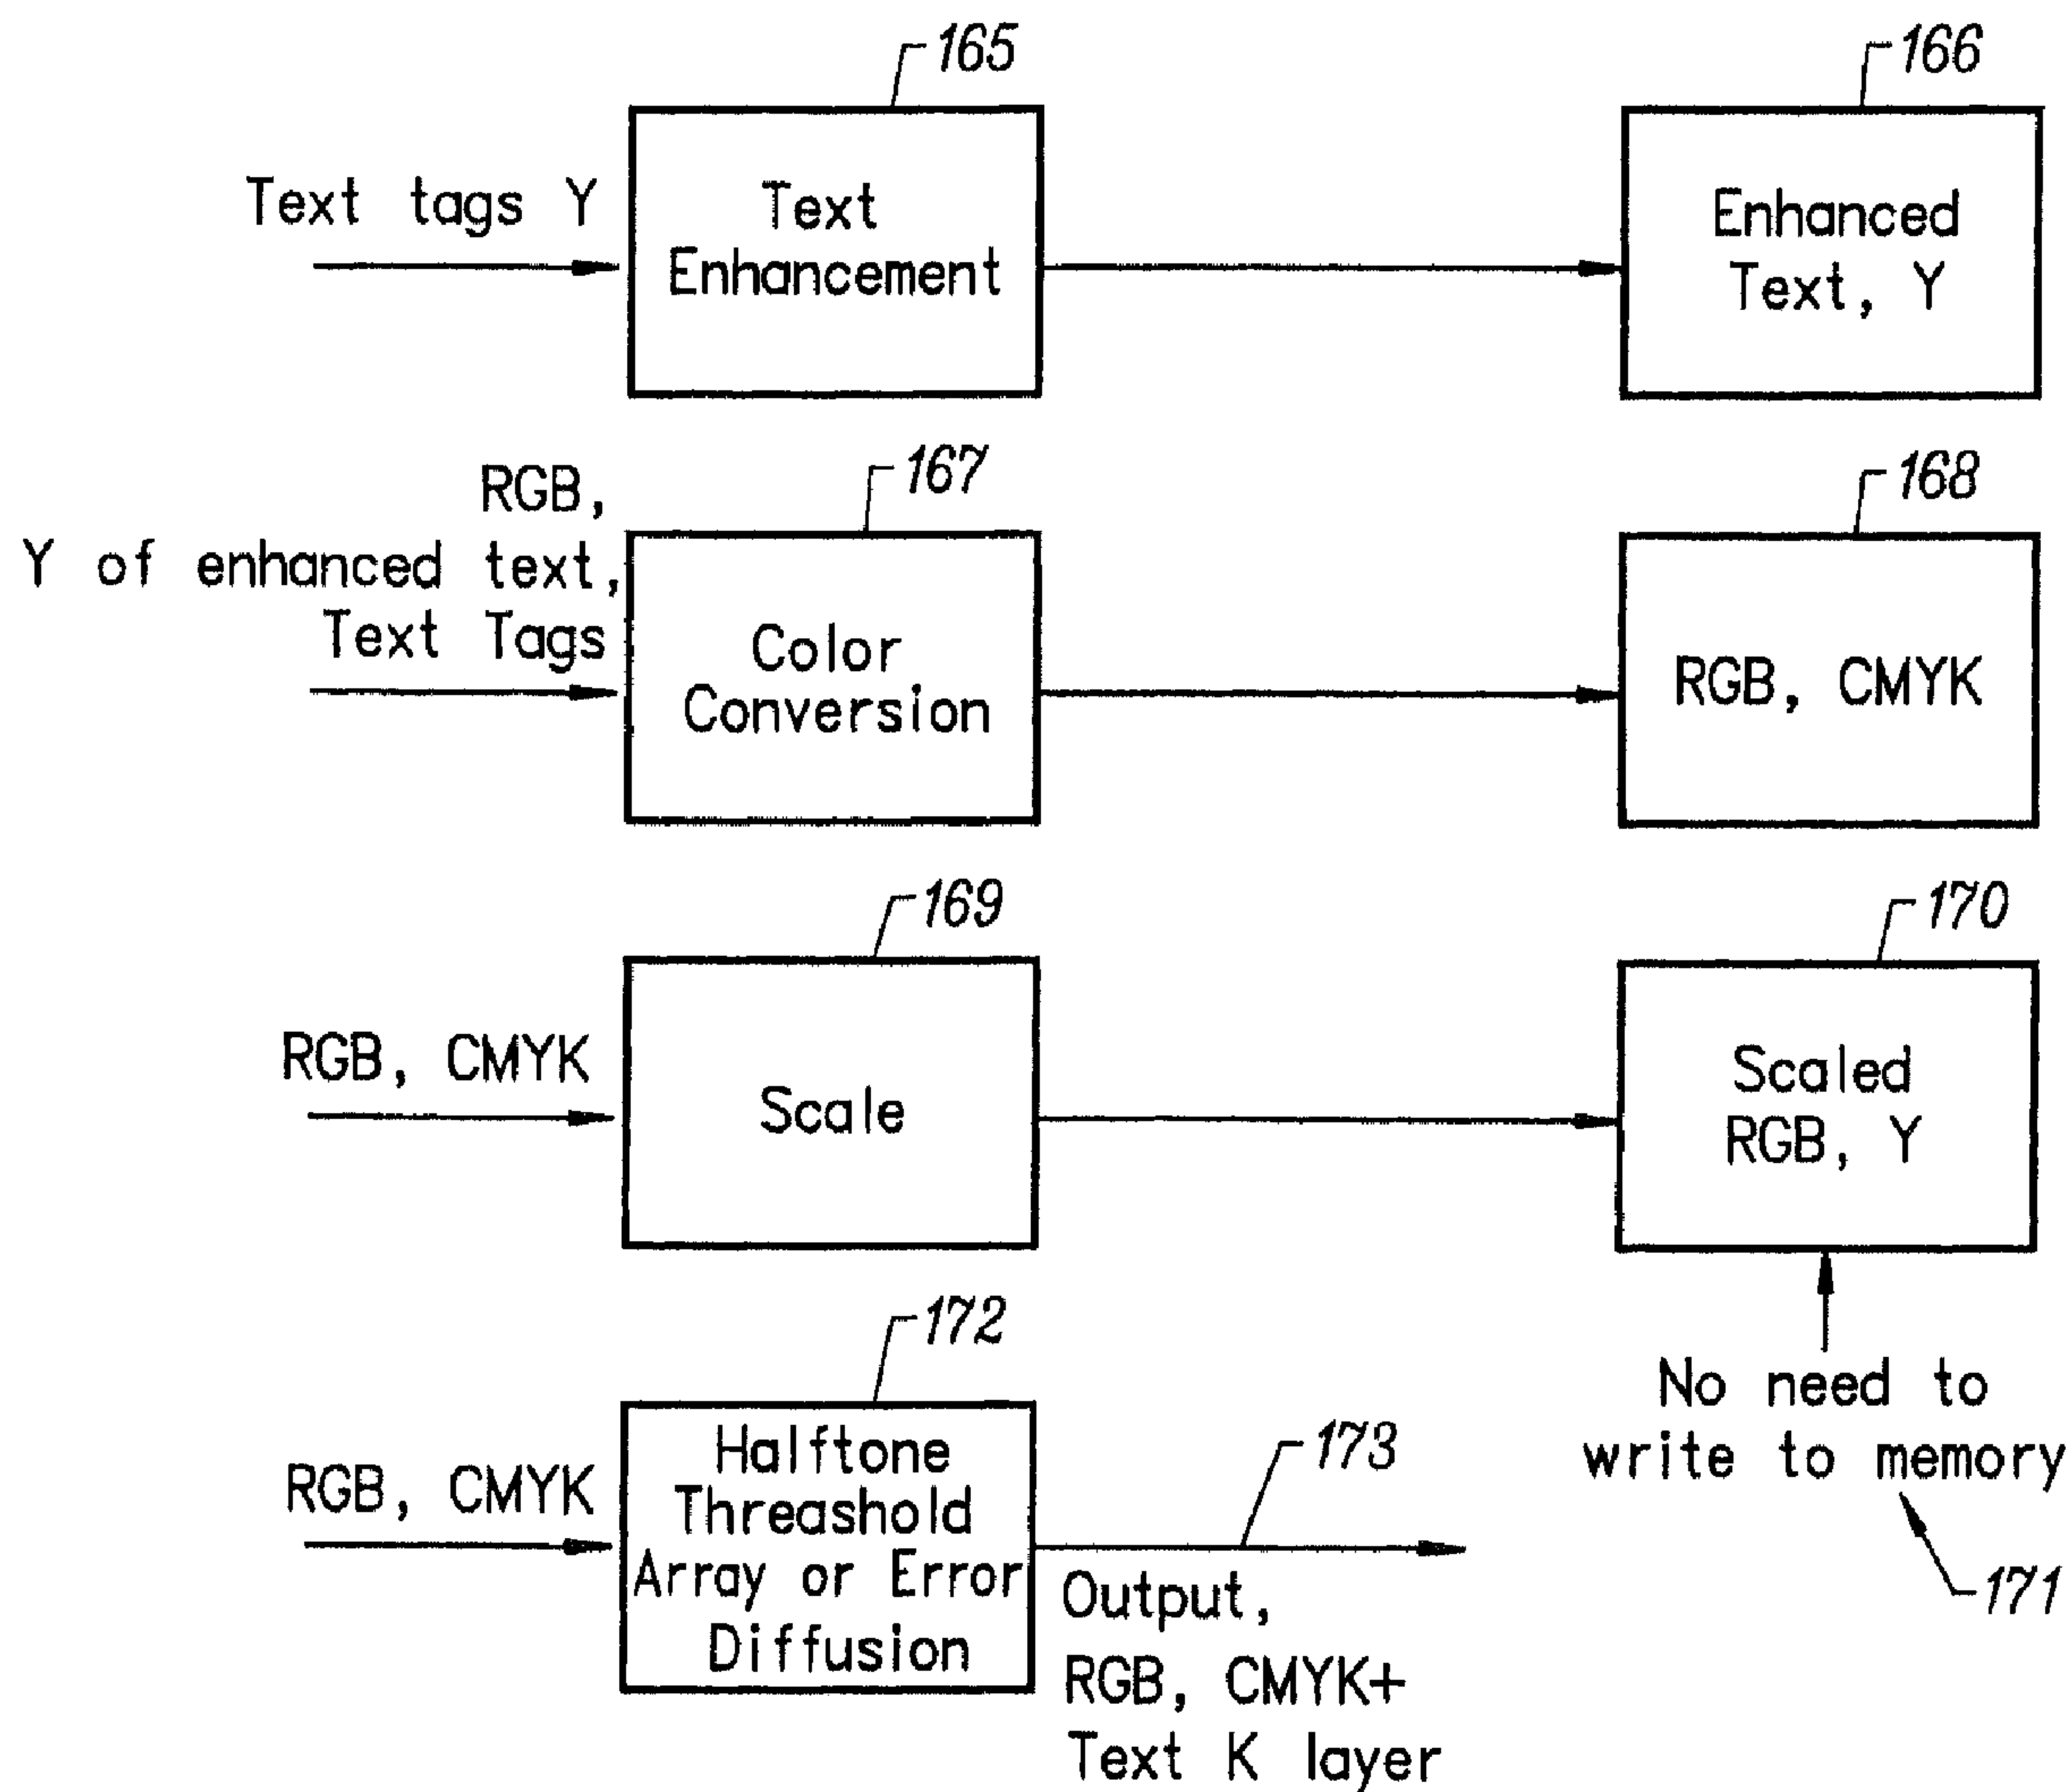 165
Text tags Y
Text
Enhancement
166
Enhanced
Text, Y
RGB,
Y of enhanced text,
Text Tags
167
Color
Conversion
168
RGB, CMYK
RGB, CMYK
169
Scale
170
Scaled
RGB, Y
No need to
write to memory
171
RGB, CMYK
172
Halftone
Threashold
Array or Error
Diffusion
173
Output,
RGB, CMYK+
Text K layer